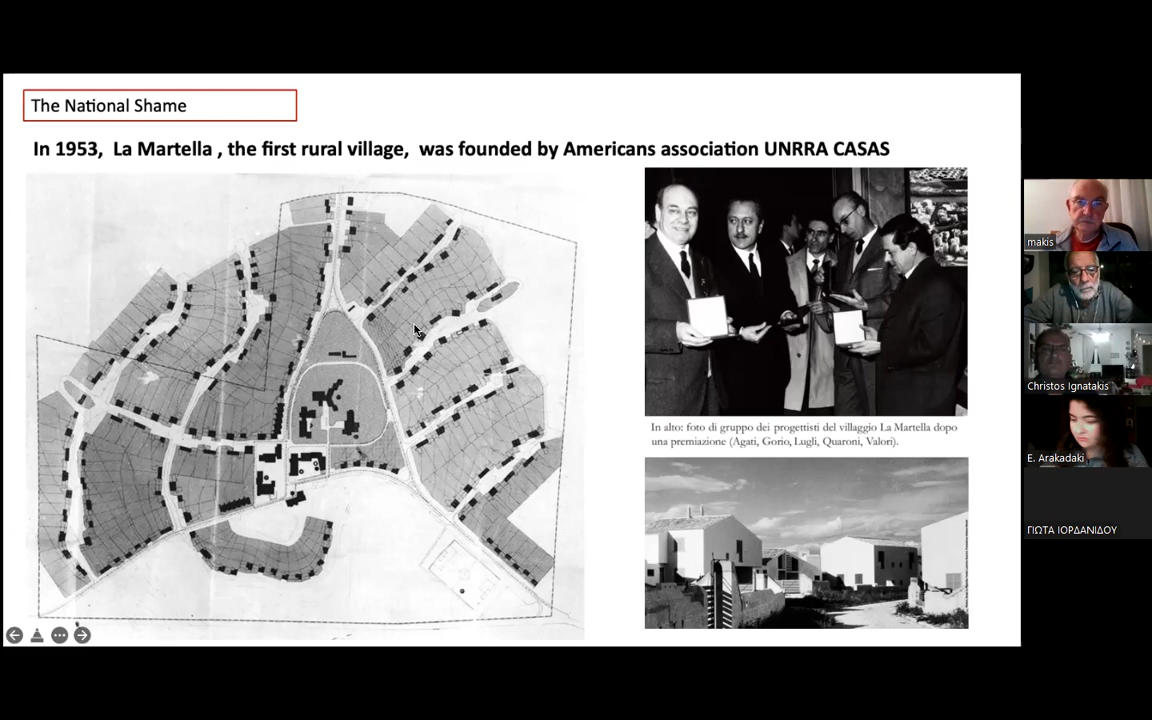 The National Shame
In 1953, La Martella , the first rural village, was founded by Americans association UNRRA CASAS
In alto: foto di gruppo dei progettisti del villaggio La Martella dopo
una premiazione (Agati, Gorio, Lugli, Quaroni, Valori).
makis
Christos Ignatakis
E. Arakadaki
ΓΙΩΤΑ ΙΟΡΔΑΝΙΔΟΥ